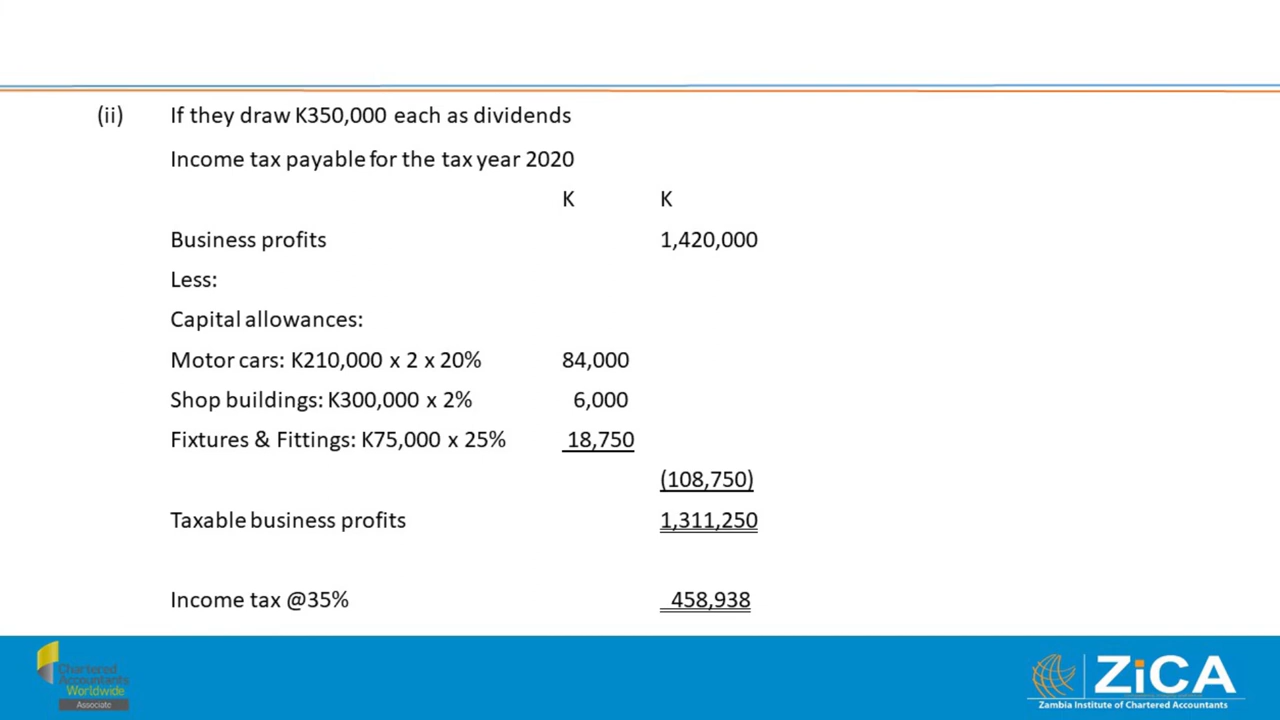 (ii) If they draw K350,000 each as dividends
Income tax payable for the tax year 2020
K K
Business profits 1,420,000
Less:
Capital allowances:
Motor cars: K210,000 x 2 x 20% 84,000
Shop buildings: K300,000 x 2% 6,000
Fixtures & Fittings: K75,000 x 25% 18,750
(108,750)
Taxable business profits 1,311,250
Income tax @35% 458,938
Chartered
Accountants
Worldwide
Associate
ZiCA
Zambia Institute of Chartered Accountants